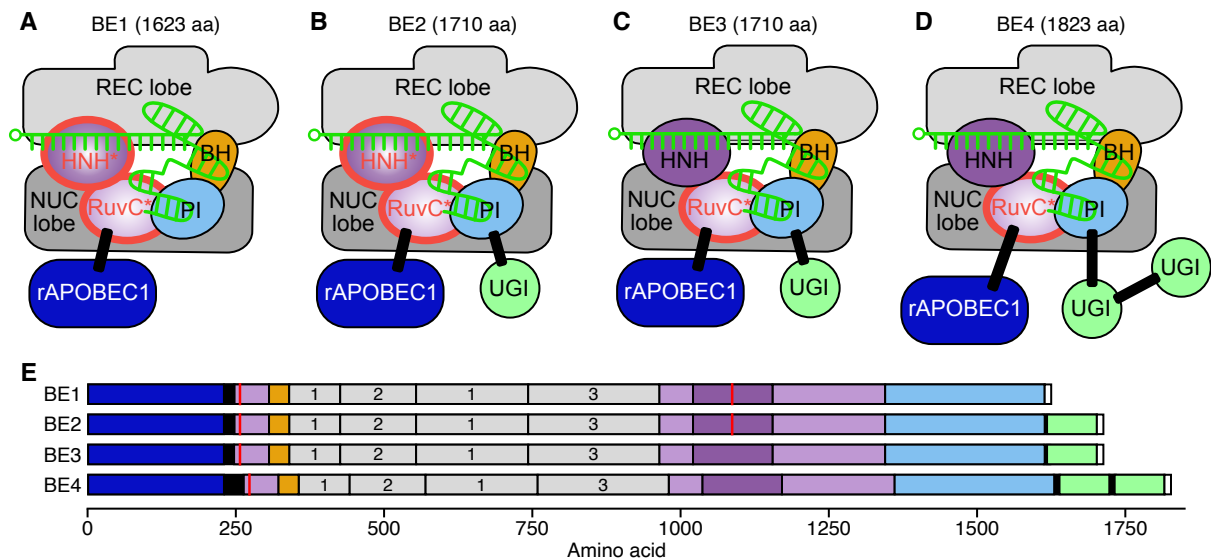 A BE1 (1623 aa)
REC lobe
HNH*
BH
NUC
lobe
RuvC*
PI
rAPOBEC1
B BE2 (1710 aa)
REC lobe
HNH*
BH
NUC
lobe
RuvC*
PI
rAPOBEC1
UGI
C BE3 (1710 aa)
REC lobe
HNH
BH
NUC
lobe
RuvC*
PI
rAPOBEC1
UGI
D BE4 (1823 aa)
REC lobe
HNH
BH
NUC
lobe
RuvC*
PI
rAPOBEC1
UGI
UGI
E
BE1 1 2 1 3
BE2 1 2 1 3
BE3 1 2 1 3
BE4 1 2 1 3
0 250 500 750 1000 1250 1500 1750
Amino acid